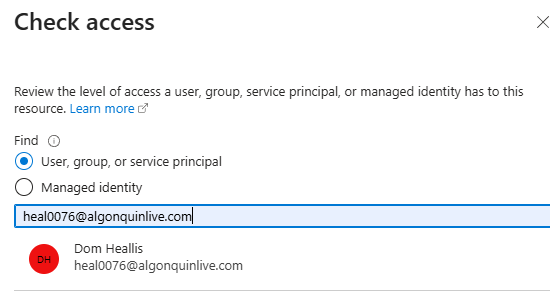 Check access
Review the level of access a user, group, service principal, or managed identity has to this
resource. Learn more
Find
User, group, or service principal
Managed identity
heal0076@algonquinlive.com
DH
Dom Heallis
heal0076@algonquinlive.com